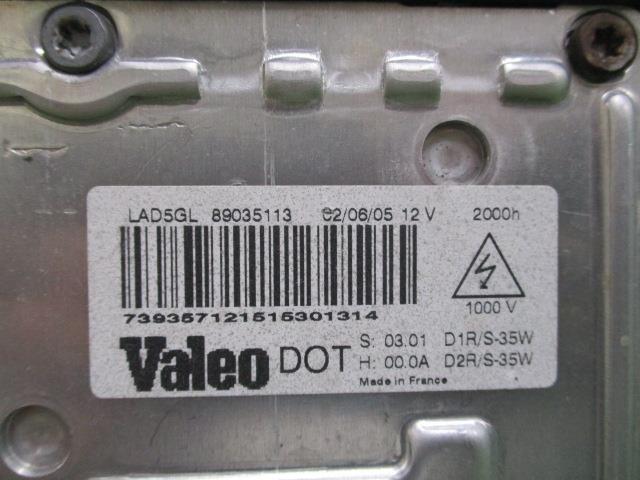 LAD5GL 89035113 02/06/05 12 V 2000h
1000 V
739357121515301314
Valeo DOT
S: 03.01 D1R/S-35W
H: 00.0A D2R/S-35W
Made in France